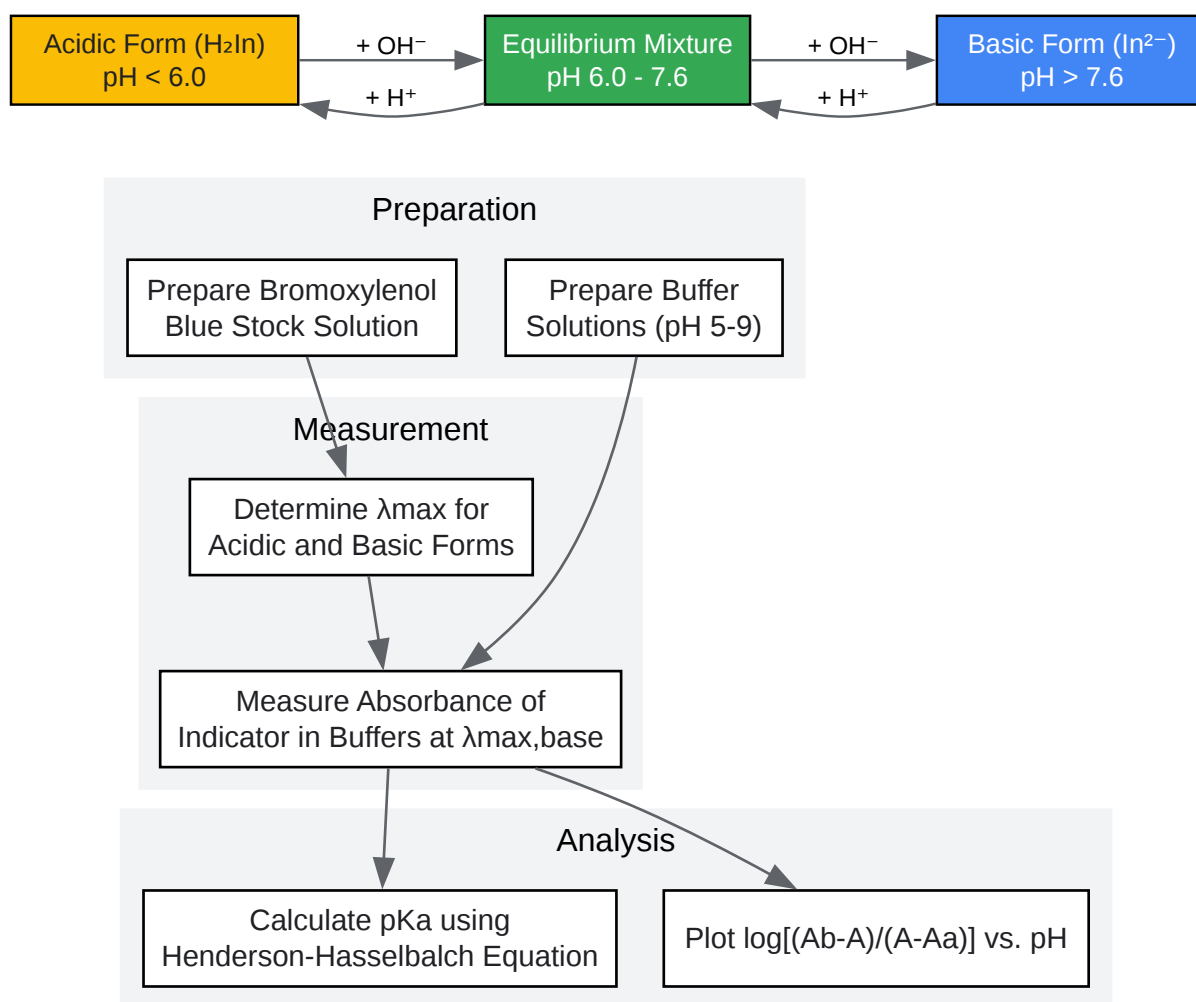 Acidic Form (H₂In)
pH < 6.0
+ OH⁻
+ H⁺
Equilibrium Mixture
pH 6.0 - 7.6
+ OH⁻
+ H⁺
Basic Form (In²⁻)
pH > 7.6
Preparation
Prepare Bromoxylenol
Blue Stock Solution
Prepare Buffer
Solutions (pH 5-9)
Measurement
Determine λmax for
Acidic and Basic Forms
Measure Absorbance of
Indicator in Buffers at λmax,base
Analysis
Calculate pKa using
Henderson-Hasselbalch Equation
Plot log[(Ab-A)/(A-Aa)] vs. pH